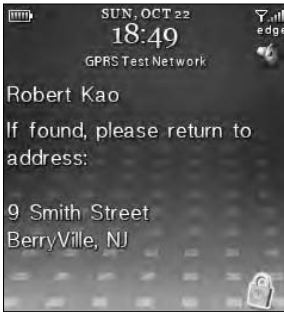 SUN, OCT 22
18:49
edge
GPRS Test Network
Robert Kao
If found, please return to
address:
9 Smith Street
BerryVille, NJ